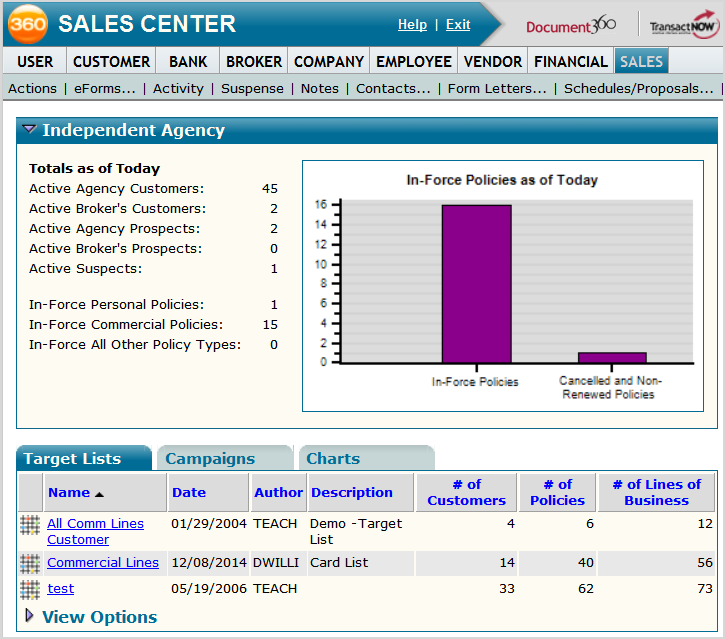 360 SALES CENTER Help | Exit Document360 TransactNOW
USER CUSTOMER BANK BROKER COMPANY EMPLOYEE VENDOR FINANCIAL SALES
Actions | eForms... | Activity | Suspense | Notes | Contacts... | Form Letters... | Schedules/Proposals... |
Independent Agency
Totals as of Today
Active Agency Customers: 45
Active Broker's Customers: 2
Active Agency Prospects: 2
Active Broker's Prospects: 0
Active Suspects: 1
In-Force Personal Policies: 1
In-Force Commercial Policies: 15
In-Force All Other Policy Types: 0
In-Force Policies as of Today
16
14
12
10
8
6
4
2
0
In-Force Policies
Cancelled and Non-
Renewed Policies
Target Lists Campaigns Charts
Name Date Author Description # of Customers # of Policies # of Lines of Business
All Comm Lines Customer 01/29/2004 TEACH Demo -Target List 4 6 12
Commercial Lines 12/08/2014 DWILLI Card List 14 40 56
test 05/19/2006 TEACH 33 62 73
View Options